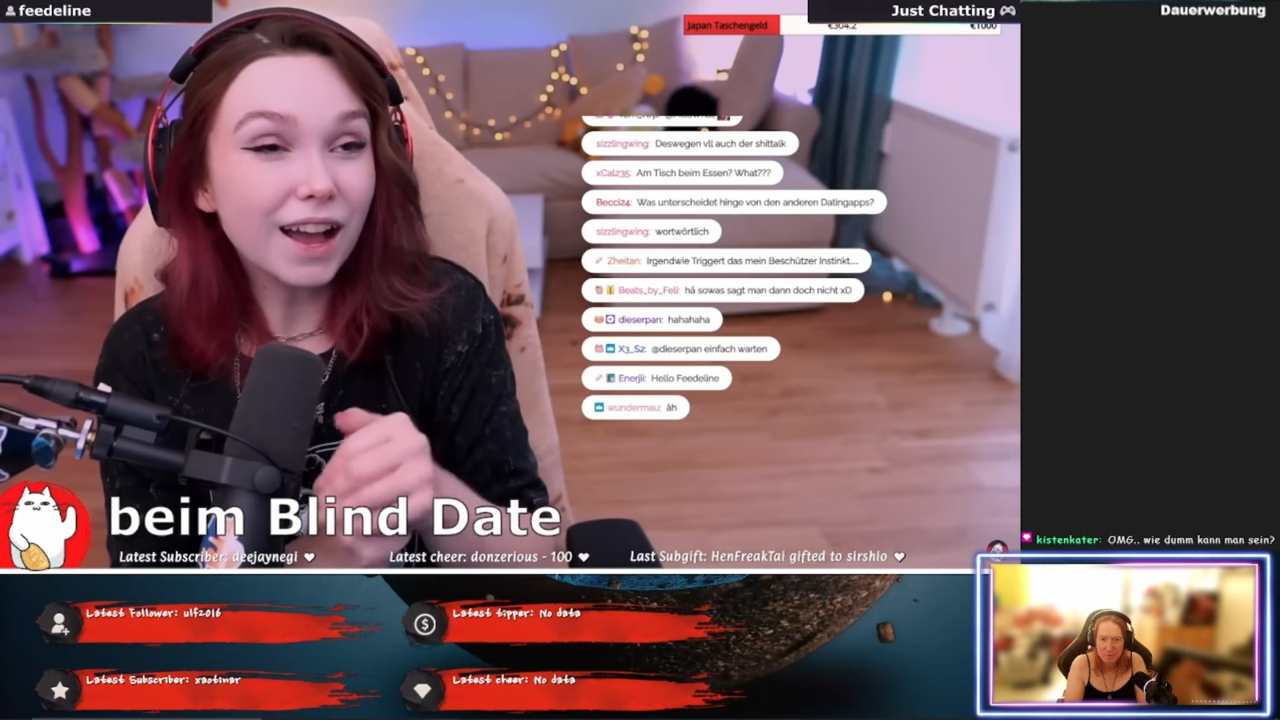 feedeline
Just Chatting
Dauerwerbung
Japan Taschengeld
€304.2
€1000
sizzlingwing: Deswegen vll auch der shittalk
xCalz35: Am Tisch beim Essen? What???
Becci24: Was unterscheidet hinge von den anderen Datingapps?
sizzlingwing: wortwörtlich
Zheitan: Irgendwie Triggert das mein Beschützer Instinkt....
Beats_by_Feli: hä sowas sagt man dann doch nicht xD
dieserpan: hahahaha
X3_S2: @dieserpan einfach warten
Enerjii: Hello Feedeline
wundermau: äh
beim Blind Date
Latest Subscriber: deejaynegi
Latest cheer: donzerious - 100
Last Subgift: HenFreakTai gifted to sirshio
kistenkater: OMG.. wie dumm kann man sein?
Latest Follower: ulf2016
Latest tipper: No data
Latest Subscriber: xaotinar
Latest cheer: No data